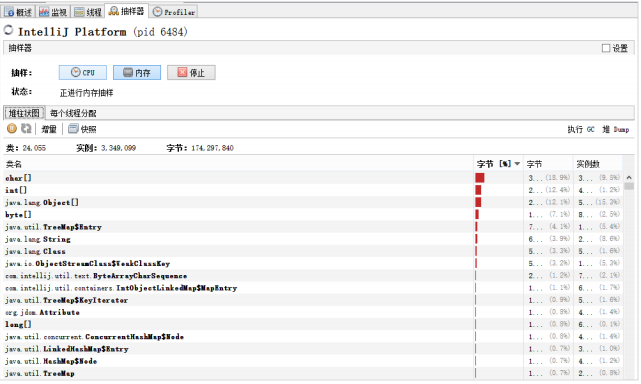 概述 监视 线程 抽样器 Profiler
IntelliJ Platform (pid 6484)
抽样器 设置
抽样: CPU 内存 停止
状态: 正进行内存抽样
堆柱状图 每个线程分配
增量 快照 执行 GC 堆 Dump
类: 24,055 实例: 3,349,099 字节: 174,297,840
类名 字节 [%] 字节 实例数
char[] 3... (18.9%) 3... (9.5%)
int[] 2... (12.4%) 4... (1.2%)
java.lang.Object[] 2... (12.1%) 5... (15.3%)
byte[] 1... (7.1%) 8... (2.5%)
java.util.TreeMap$Entry 7... (4.1%) 1... (5.4%)
java.lang.String 6... (3.9%) 2... (8.6%)
java.lang.Class 5... (3.3%) 5... (1.6%)
java.io.ObjectStreamClass$WeakClassKey 5... (3.2%) 1... (5.3%)
com.intellij.util.text.ByteArrayCharSequence 2... (1.2%) 7... (2.1%)
com.intellij.util.containers.IntObjectLinkedMap$MapEntry 1... (1.1%) 6... (1.7%)
java.util.TreeMap$KeyIterator 1... (0.9%) 5... (1.6%)
org.jdom.Attribute 1... (0.8%) 4... (1.4%)
long[] 1... (0.8%) 6... (0.1%)
java.util.concurrent.ConcurrentHashMap$Node 1... (0.8%) 4... (1.4%)
java.util.LinkedHashMap$Entry 1... (0.7%) 3... (1.0%)
java.util.HashMap$Node 1... (0.7%) 4... (1.2%)
java.util.TreeMap 1... (0.7%) 2... (0.8%)